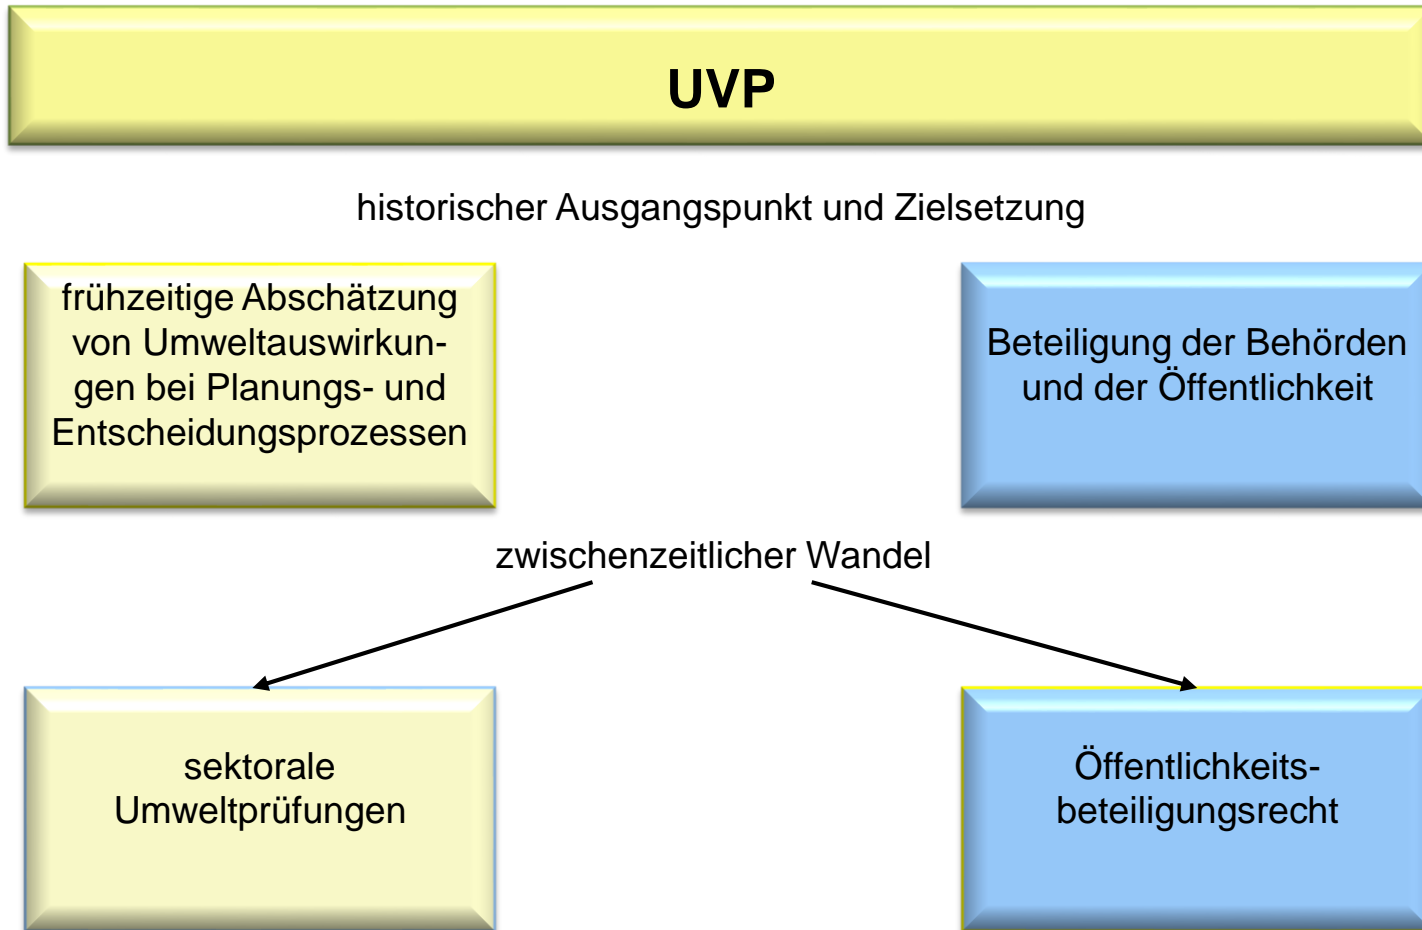 UVP
historischer Ausgangspunkt und Zielsetzung
frühzeitige Abschätzung
von Umweltauswirkun-
gen bei Planungs- und
Entscheidungsprozessen
Beteiligung der Behörden
und der Öffentlichkeit
zwischenzeitlicher Wandel
sektorale
Umweltprüfungen
Öffentlichkeits-
beteiligungsrecht